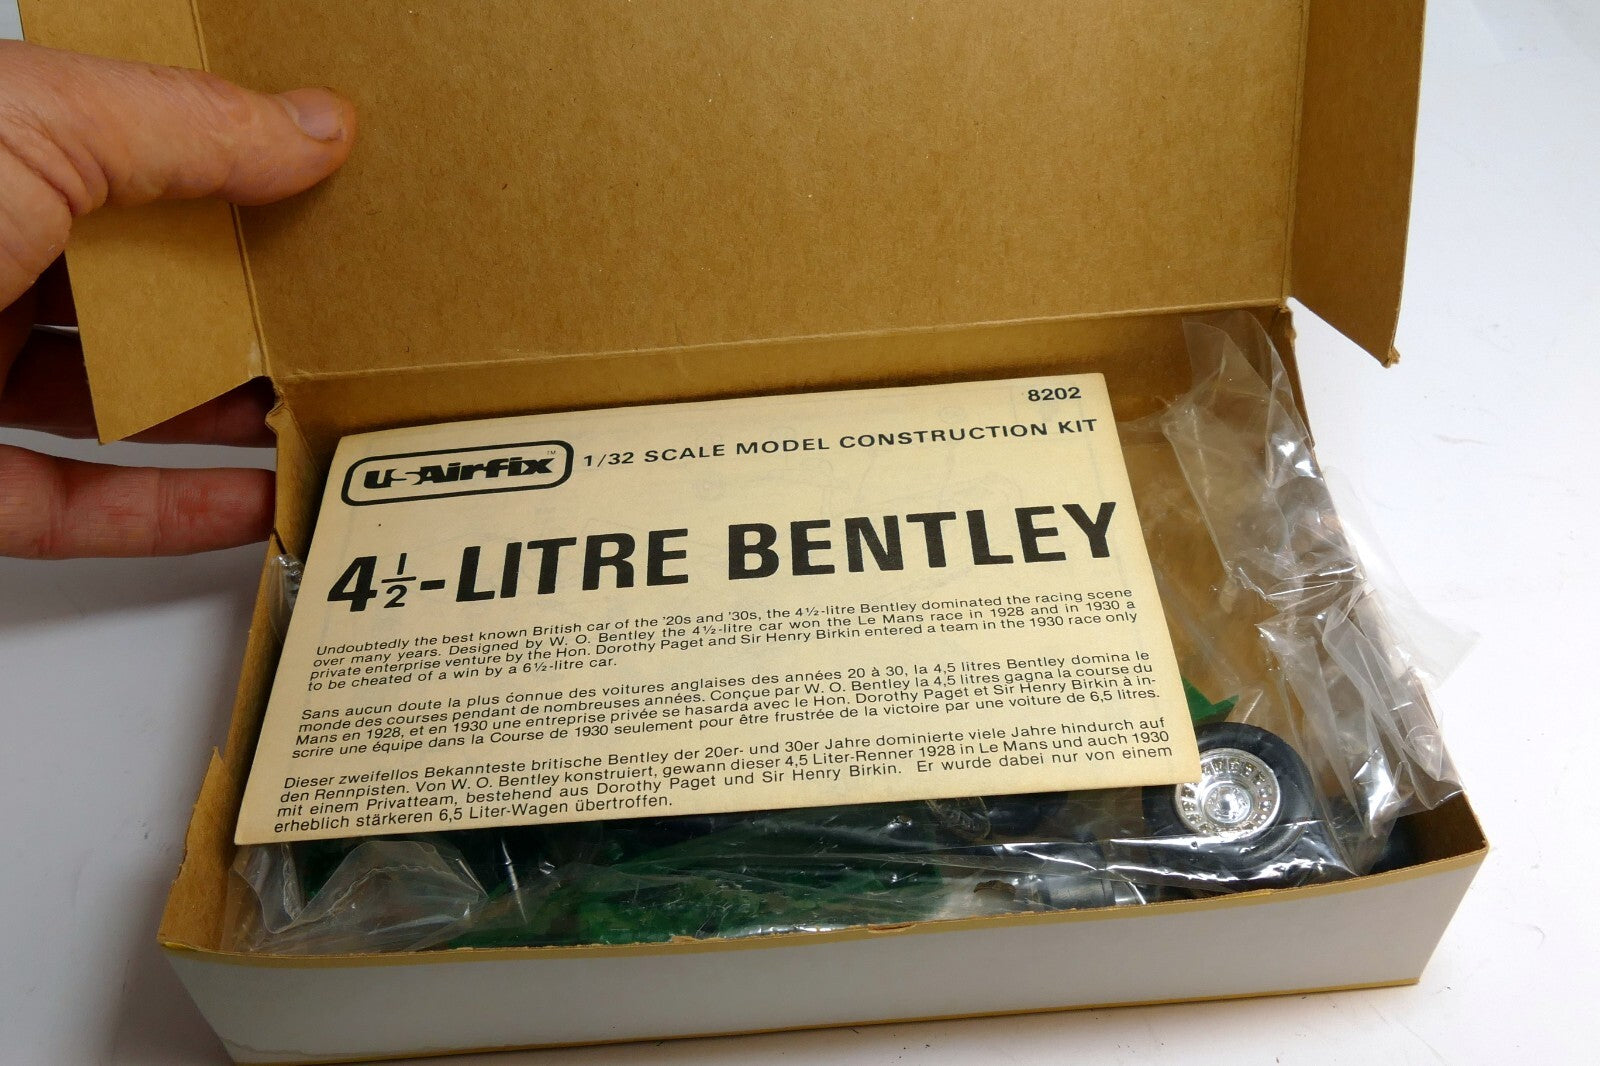 8202
USAirfix™ 1/32 SCALE MODEL CONSTRUCTION KIT
4½-LITRE BENTLEY
Undoubtedly the best known British car of the '20s and '30s, the 4½-litre Bentley dominated the racing scene
over many years. Designed by W. O. Bentley the 4½-litre car won the Le Mans race in 1928 and in 1930 a
private enterprise venture by the Hon. Dorothy Paget and Sir Henry Birkin entered a team in the 1930 race only
to be cheated of a win by a 6½-litre car.
Sans aucun doute la plus connue des voitures anglaises des années 20 à 30, la 4,5 litres Bentley domina le
monde des courses pendant de nombreuses années. Conçue par W. O. Bentley la 4,5 litres gagna la course du
Mans en 1928, et en 1930 une entreprise privée se hasarda avec le Hon. Dorothy Paget et Sir Henry Birkin à in-
scrire une équipe dans la Course de 1930 seulement pour être frustrée de la victoire par une voiture de 6,5 litres.
Dieser zweifellos Bekannteste britische Bentley der 20er- und 30er Jahre dominierte viele Jahre hindurch auf
den Rennpisten. Von W. O. Bentley konstruiert, gewann dieser 4,5 Liter-Renner 1928 in Le Mans und auch 1930
mit einem Privatteam, bestehend aus Dorothy Paget und Sir Henry Birkin. Er wurde dabei nur von einem
erheblich stärkeren 6,5 Liter-Wagen übertroffen.